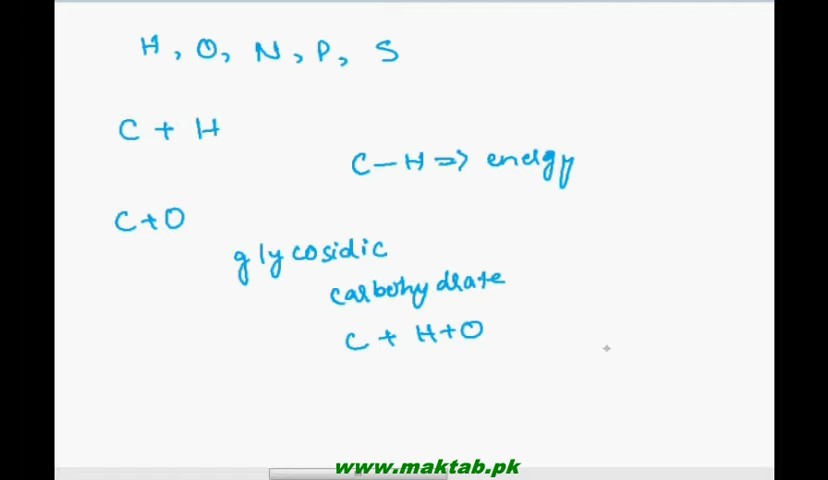 H, O, N, P, S
C + H
C-H => energy
C+O
glycosidic
carbohydrate
C + H+O
www.maktab.pk